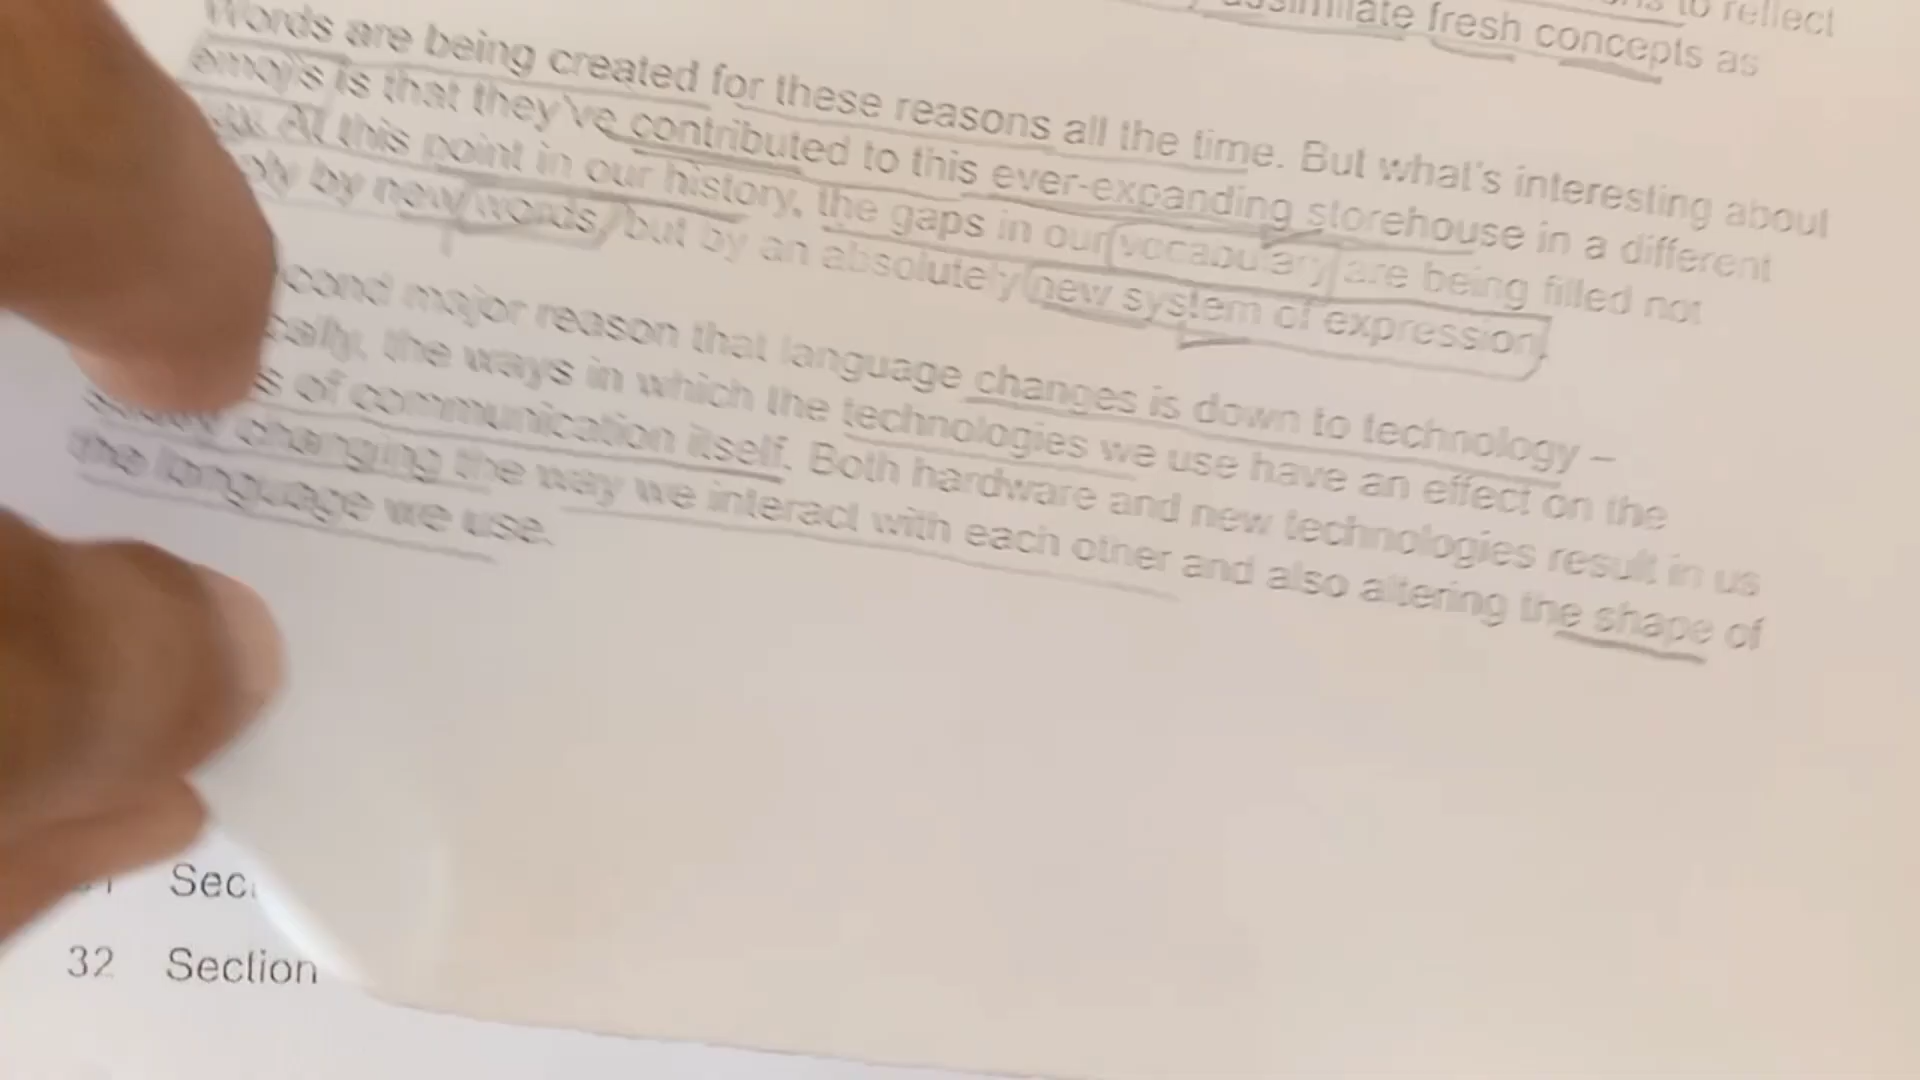 to reflect
assimilate fresh concepts as
Words are being created for these reasons all the time. But what's interesting about
emojis is that they've contributed to this ever-expanding storehouse in a different
At this point in our history, the gaps in our vocabulary are being filled not
by new words, but by an absolutely new system of expression.
major reason that language changes is down to technology –
the ways in which the technologies we use have an effect on the
of communication itself. Both hardware and new technologies result in us
changing the way we interact with each other and also altering the shape of
the language we use.
32 Section